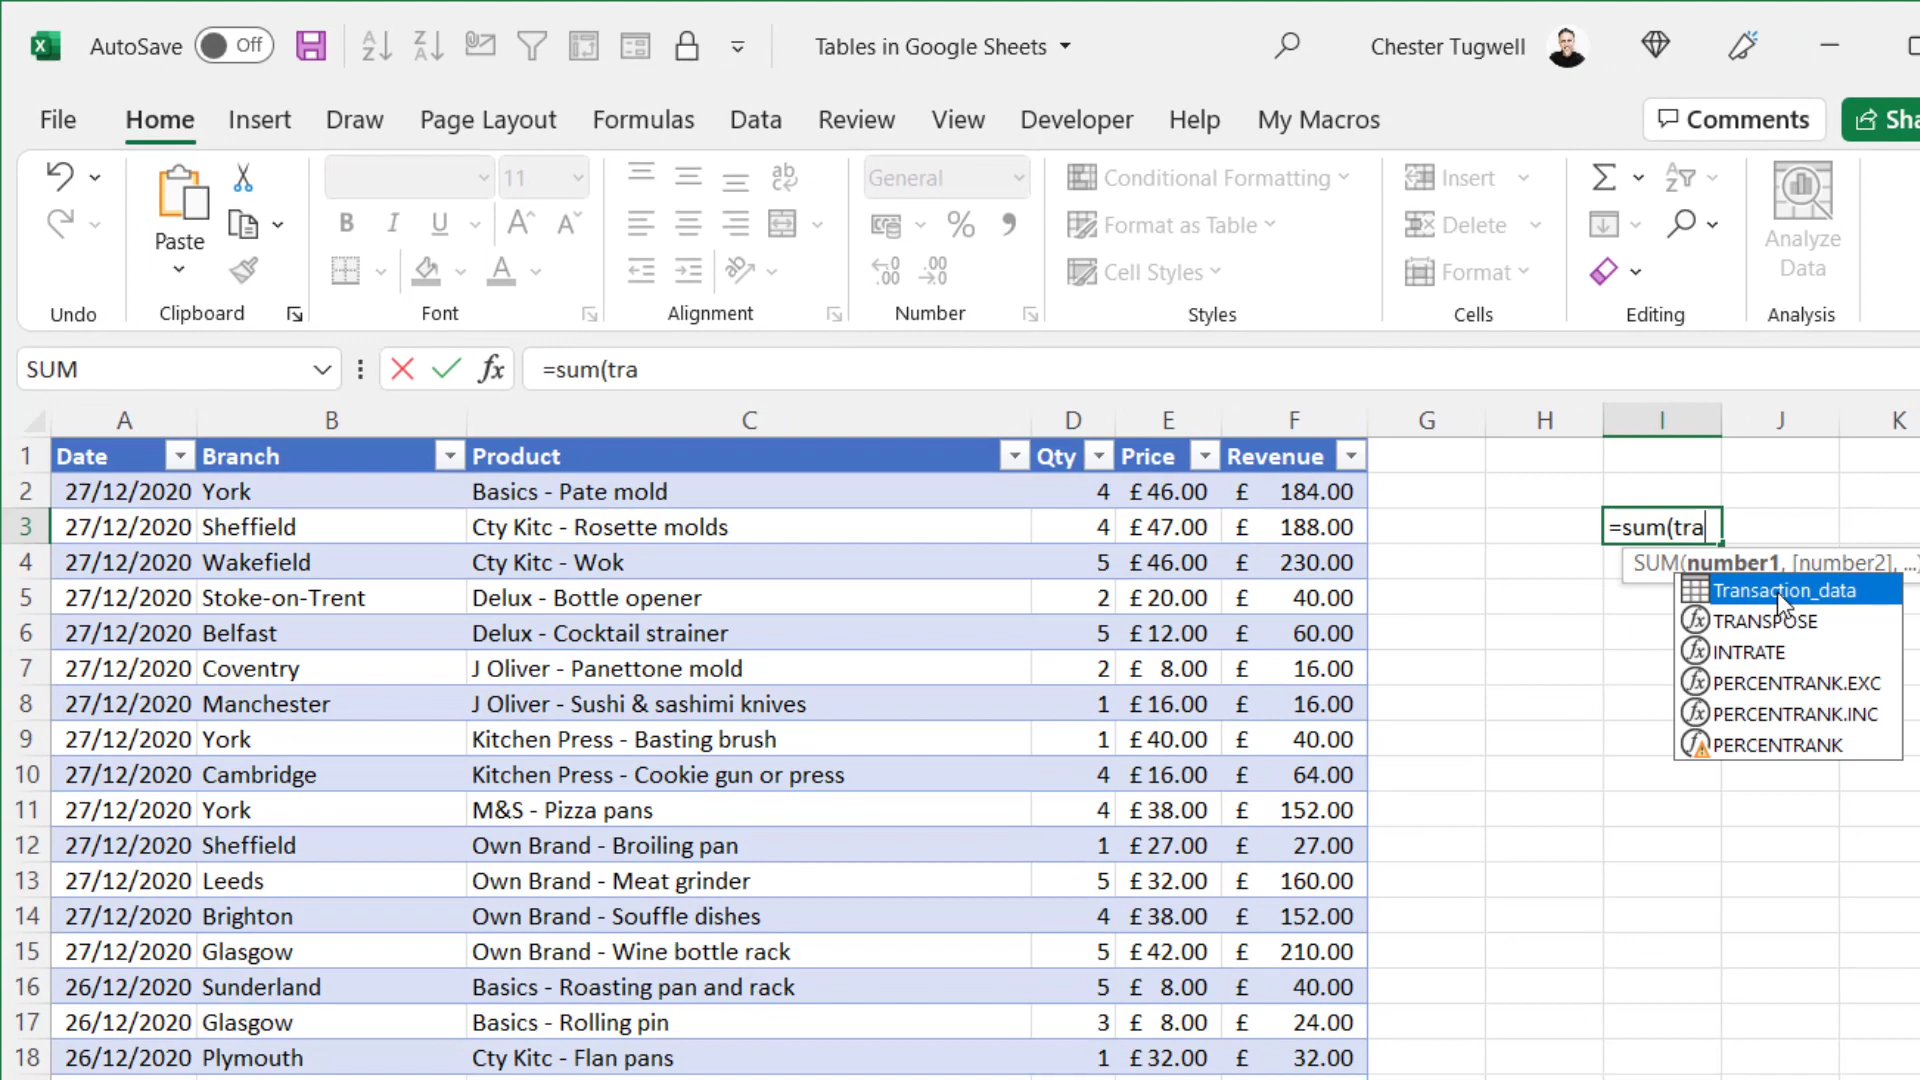 AutoSave Off Tables in Google Sheets Chester Tugwell
File Home Insert Draw Page Layout Formulas Data Review View Developer Help My Macros Comments
Paste 11 General Conditional Formatting Insert
B I U Format as Table Delete Analyze Data
Cell Styles Format
Undo Clipboard Font Alignment Number Styles Cells Editing Analysis
SUM fx =sum(tra
A B C D E F G H I J K
1 Date Branch Product Qty Price Revenue
2 27/12/2020 York Basics - Pate mold 4 £46.00 £ 184.00
3 27/12/2020 Sheffield Cty Kitc - Rosette molds 4 £47.00 £ 188.00 =sum(tra
4 27/12/2020 Wakefield Cty Kitc - Wok 5 £46.00 £ 230.00 SUM(number1, [number2], ...)
5 27/12/2020 Stoke-on-Trent Delux - Bottle opener 2 £20.00 £ 40.00 Transaction_data
6 27/12/2020 Belfast Delux - Cocktail strainer 5 £12.00 £ 60.00 TRANSPOSE
7 27/12/2020 Coventry J Oliver - Panettone mold 2 £ 8.00 £ 16.00 INTRATE
PERCENTRANK.EXC
8 27/12/2020 Manchester J Oliver - Sushi & sashimi knives 1 £16.00 £ 16.00 PERCENTRANK.INC
9 27/12/2020 York Kitchen Press - Basting brush 1 £40.00 £ 40.00 PERCENTRANK
10 27/12/2020 Cambridge Kitchen Press - Cookie gun or press 4 £16.00 £ 64.00
11 27/12/2020 York M&S - Pizza pans 4 £38.00 £ 152.00
12 27/12/2020 Sheffield Own Brand - Broiling pan 1 £27.00 £ 27.00
13 27/12/2020 Leeds Own Brand - Meat grinder 5 £32.00 £ 160.00
14 27/12/2020 Brighton Own Brand - Souffle dishes 4 £38.00 £ 152.00
15 27/12/2020 Glasgow Own Brand - Wine bottle rack 5 £42.00 £ 210.00
16 26/12/2020 Sunderland Basics - Roasting pan and rack 5 £ 8.00 £ 40.00
17 26/12/2020 Glasgow Basics - Rolling pin 3 £ 8.00 £ 24.00
18 26/12/2020 Plymouth Cty Kitc - Flan pans 1 £32.00 £ 32.00